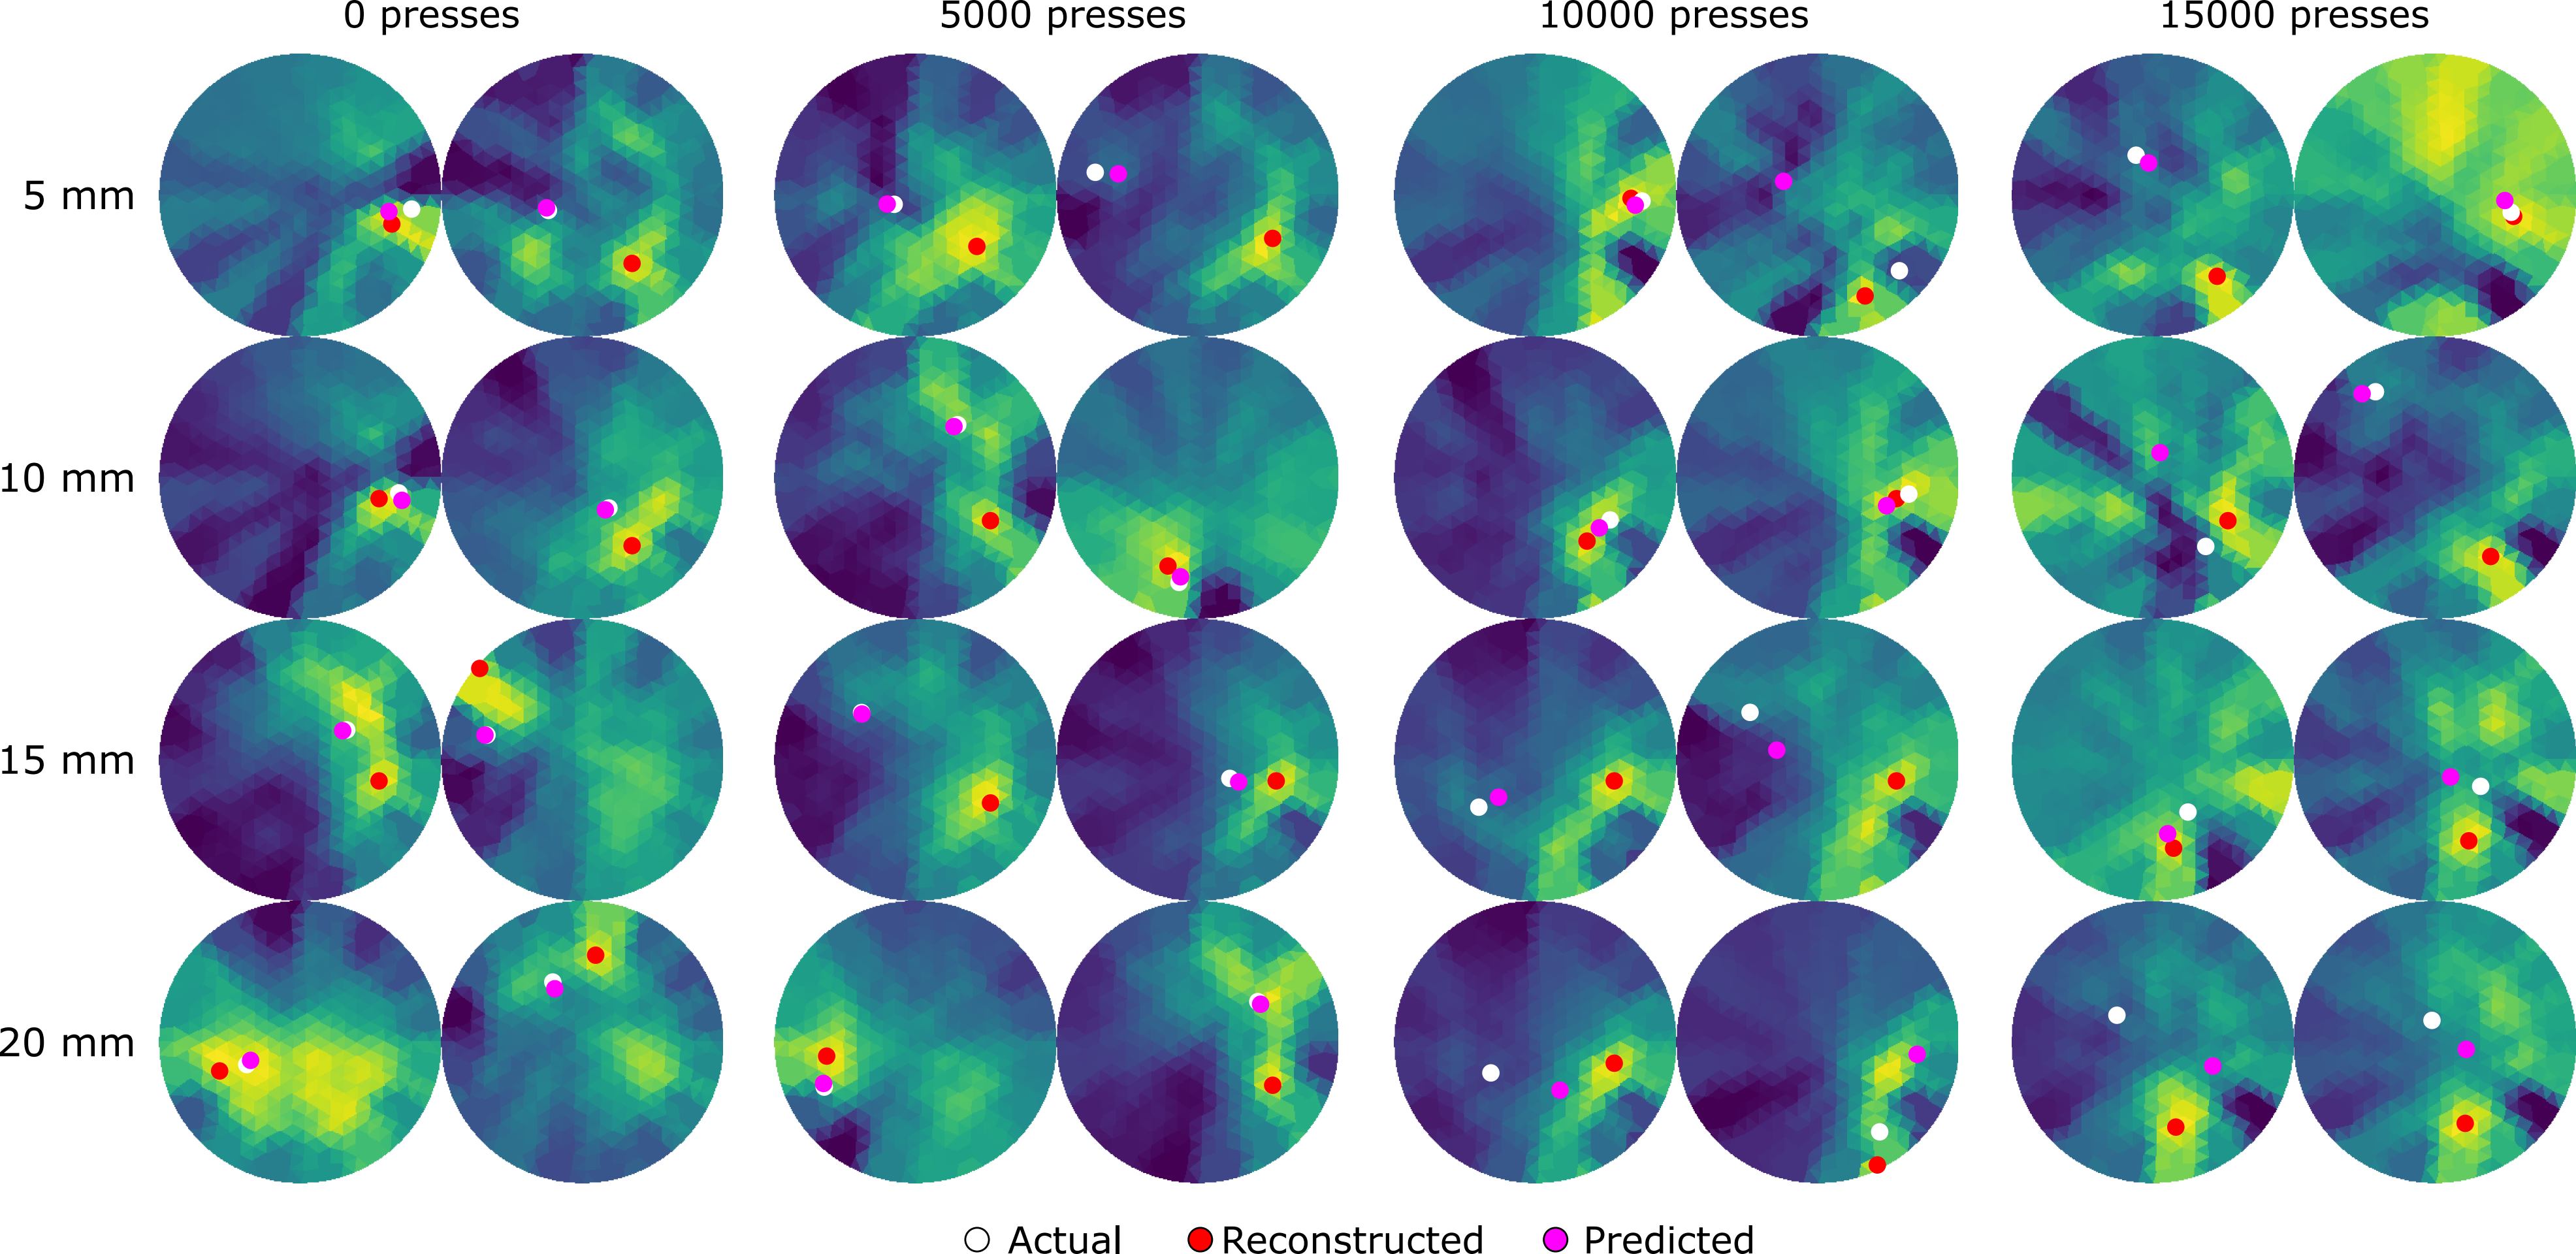 0 presses 5000 presses 10000 presses 15000 presses
5 mm
10 mm
15 mm
20 mm
Actual Reconstructed Predicted